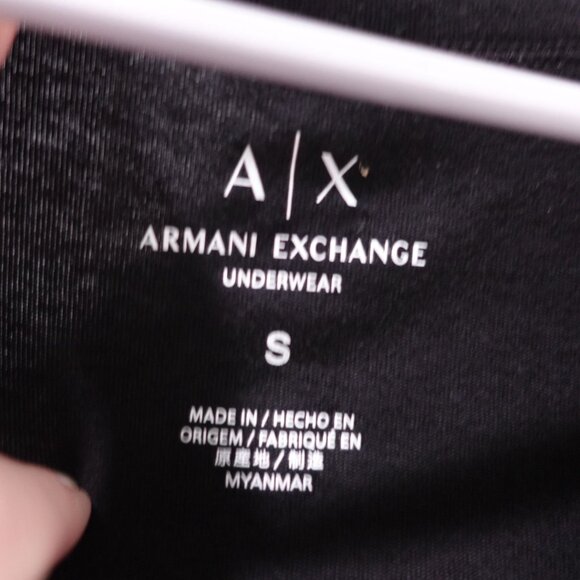 A|X
ARMANI EXCHANGE
UNDERWEAR
S
MADE IN / HECHO EN
ORIGEM / FABRIQUÉ EN
原產地 / 制造
MYANMAR